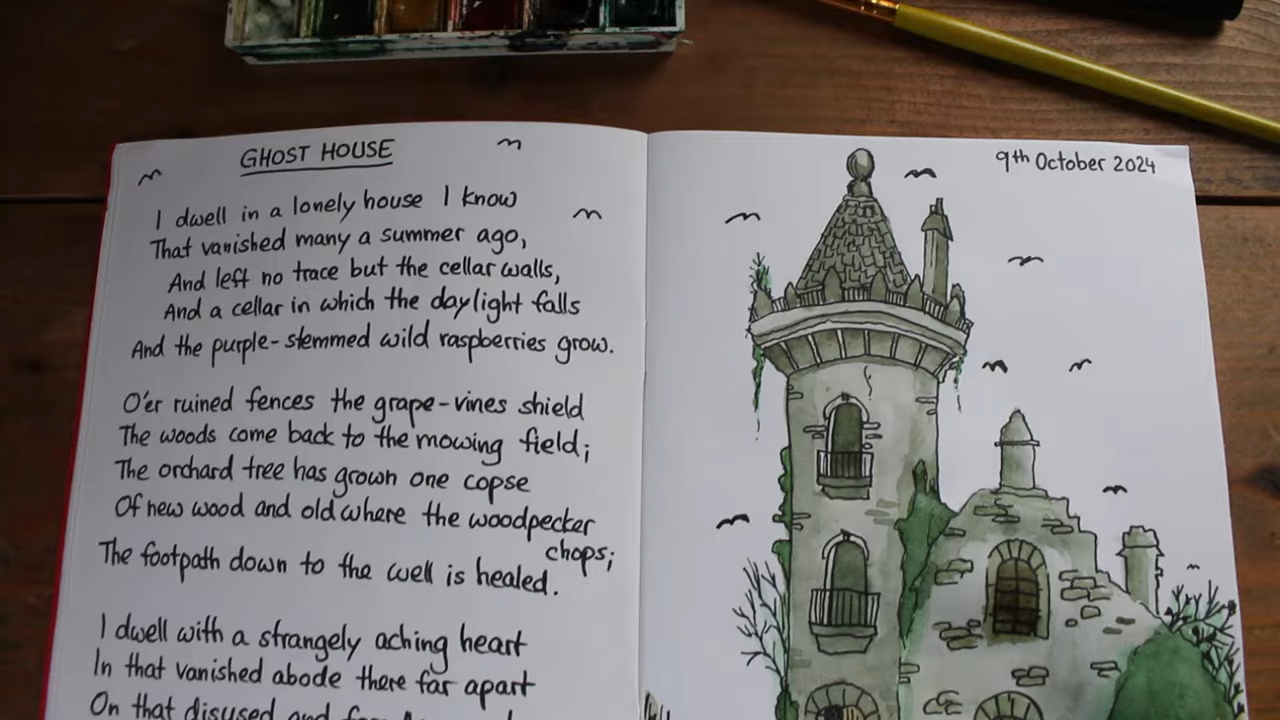 GHOST HOUSE
I dwell in a lonely house I know
That vanished many a summer ago,
And left no trace but the cellar walls,
And a cellar in which the daylight falls
And the purple-stemmed wild raspberries grow.
O'er ruined fences the grape-vines shield
The woods come back to the mowing field;
The orchard tree has grown one copse
Of new wood and old where the woodpecker
chops;
The footpath down to the well is healed.
I dwell with a strangely aching heart
In that vanished abode there far apart
On that disused and
9th October 2024